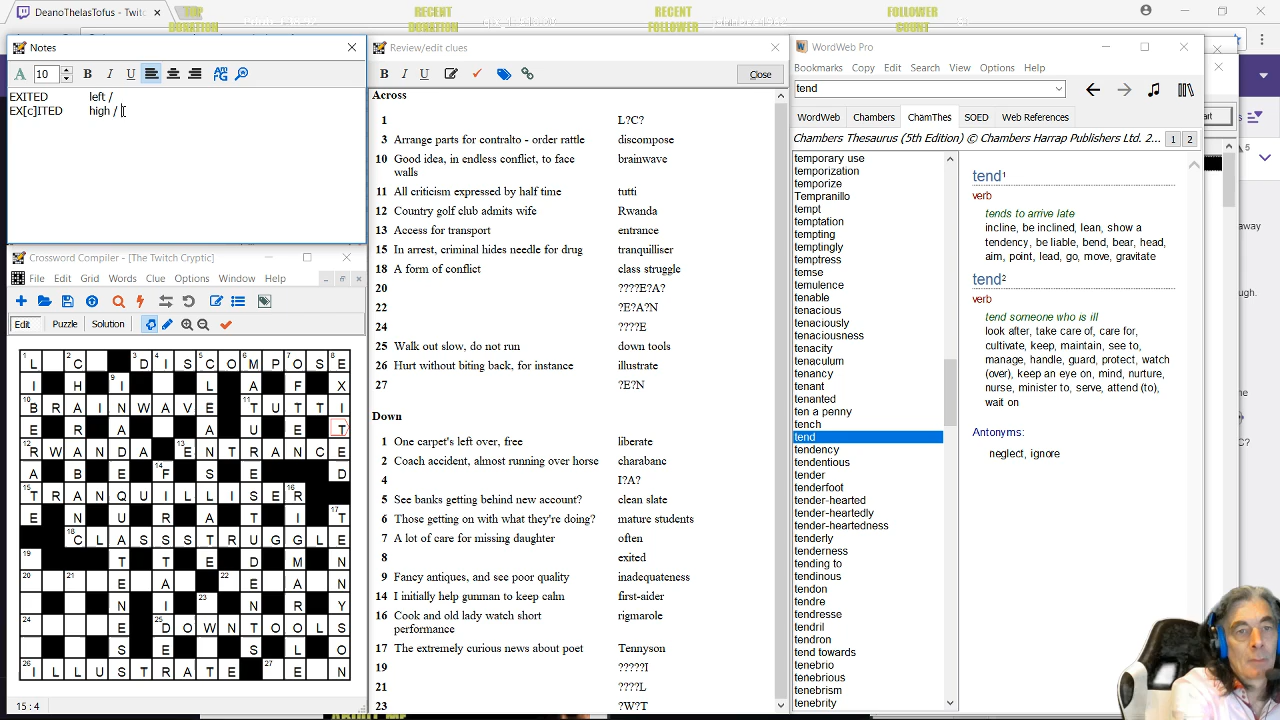 DeanoThelasTofus - Twitc
TOP
DONATION
RECENT
DONATION
RECENT
FOLLOWER
FOLLOWER
COUNT
Notes
10
EXITED left /
EX[c]ITED high /
Crossword Compiler - [The Twitch Cryptic]
File Edit Grid Words Clue Options Window Help
Edit Puzzle Solution
15 : 4
Review/edit clues
Close
Across
1 L?C?
3 Arrange parts for contralto - order rattle discompose
10 Good idea, in endless conflict, to face brainwave
walls
11 All criticism expressed by half time tutti
12 Country golf club admits wife Rwanda
13 Access for transport entrance
15 In arrest, criminal hides needle for drug tranquilliser
18 A form of conflict class struggle
20 ????E?A?
22 ?E?A?N
24 ????E
25 Walk out slow, do not run down tools
26 Hurt without biting back, for instance illustrate
27 ?E?N
Down
1 One carpet's left over, free liberate
2 Coach accident, almost running over horse charabanc
4 I?A?
5 See banks getting behind new account? clean slate
6 Those getting on with what they're doing? mature students
7 A lot of care for missing daughter often
8 exited
9 Fancy antiques, and see poor quality inadequateness
14 I initially help gunman to keep calm first-aider
16 Cook and old lady watch short rigmarole
performance
17 The extremely curious news about poet Tennyson
19 ?????I
21 ????L
23 ?W?T
WordWeb Pro
Bookmarks Copy Edit Search View Options Help
tend
WordWeb Chambers ChamThes SOED Web References
Chambers Thesaurus (5th Edition) © Chambers Harrap Publishers Ltd. 2... 1 2
temporary use
temporization
temporize
Tempranillo
tempt
temptation
tempting
temptingly
temptress
temse
temulence
tenable
tenacious
tenaciously
tenaciousness
tenacity
tenaculum
tenancy
tenant
tenanted
ten a penny
tench
tend
tendency
tendentious
tender
tenderfoot
tender-hearted
tender-heartedly
tender-heartedness
tenderly
tenderness
tending to
tendinous
tendon
tendre
tendresse
tendril
tendron
tend towards
tenebrio
tenebrious
tenebrism
tenebrity
tend1
verb
tends to arrive late
incline, be inclined, lean, show a
tendency, be liable, bend, bear, head,
aim, point, lead, go, move, gravitate
tend2
verb
tend someone who is ill
look after, take care of, care for,
cultivate, keep, maintain, see to,
manage, handle, guard, protect, watch
(over), keep an eye on, mind, nurture,
nurse, minister to, serve, attend (to),
wait on
Antonyms:
neglect, ignore